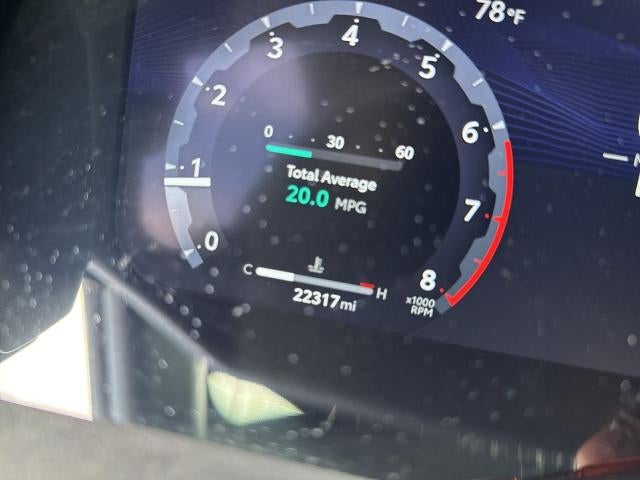 78°F
0 1 2 3 4 5 6 7 8
x1000
RPM
0 30 60
Total Average
20.0 MPG
C H
22317mi